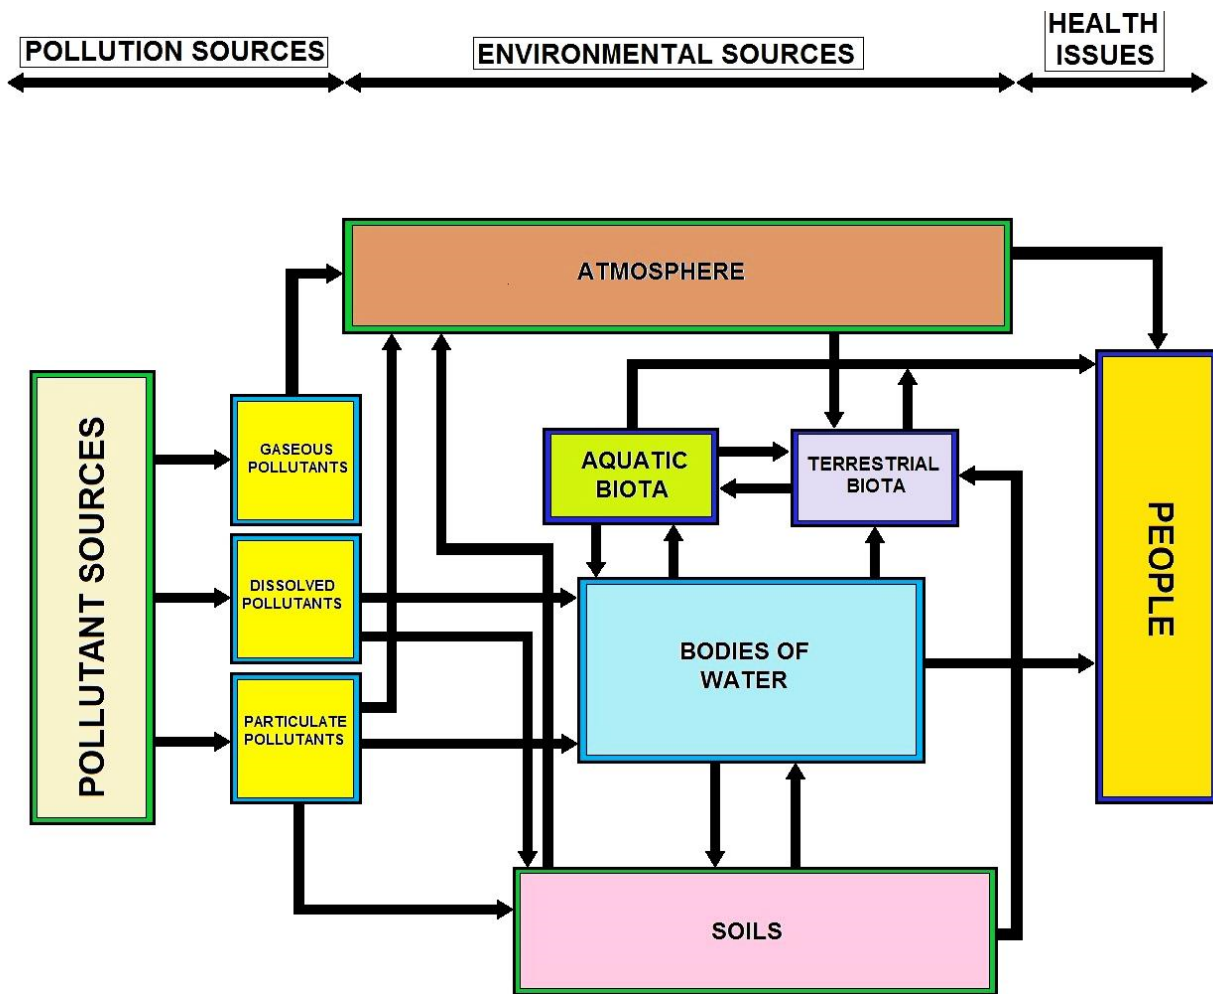 POLLUTION SOURCES
ENVIRONMENTAL SOURCES
HEALTH
ISSUES
ATMOSPHERE
POLLUTANT SOURCES
GASEOUS
POLLUTANTS
DISSOLVED
POLLUTANTS
PARTICULATE
POLLUTANTS
AQUATIC
BIOTA
TERRESTRIAL
BIOTA
BODIES OF
WATER
SOILS
PEOPLE